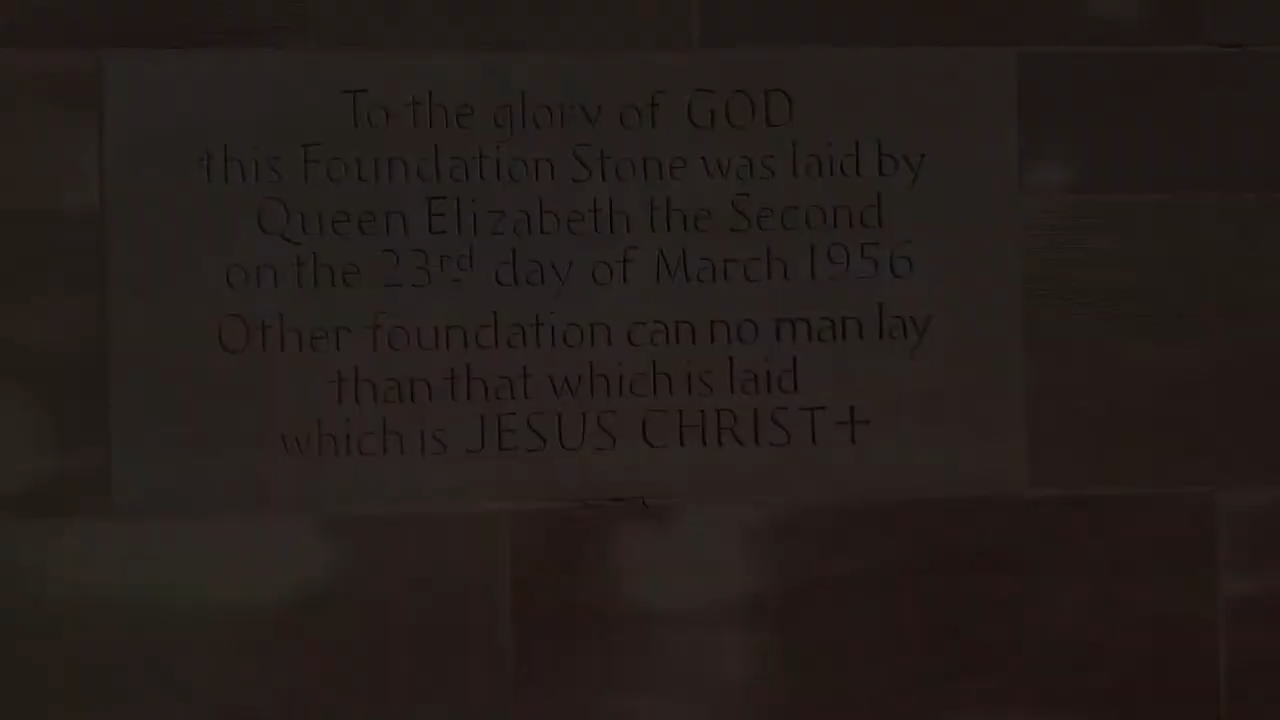 To the glory of GOD
this Foundation Stone was laid by
Queen Elizabeth the Second
on the 23rd day of March 1956
Other foundation can no man lay
than that which is laid
which is JESUS CHRIST+